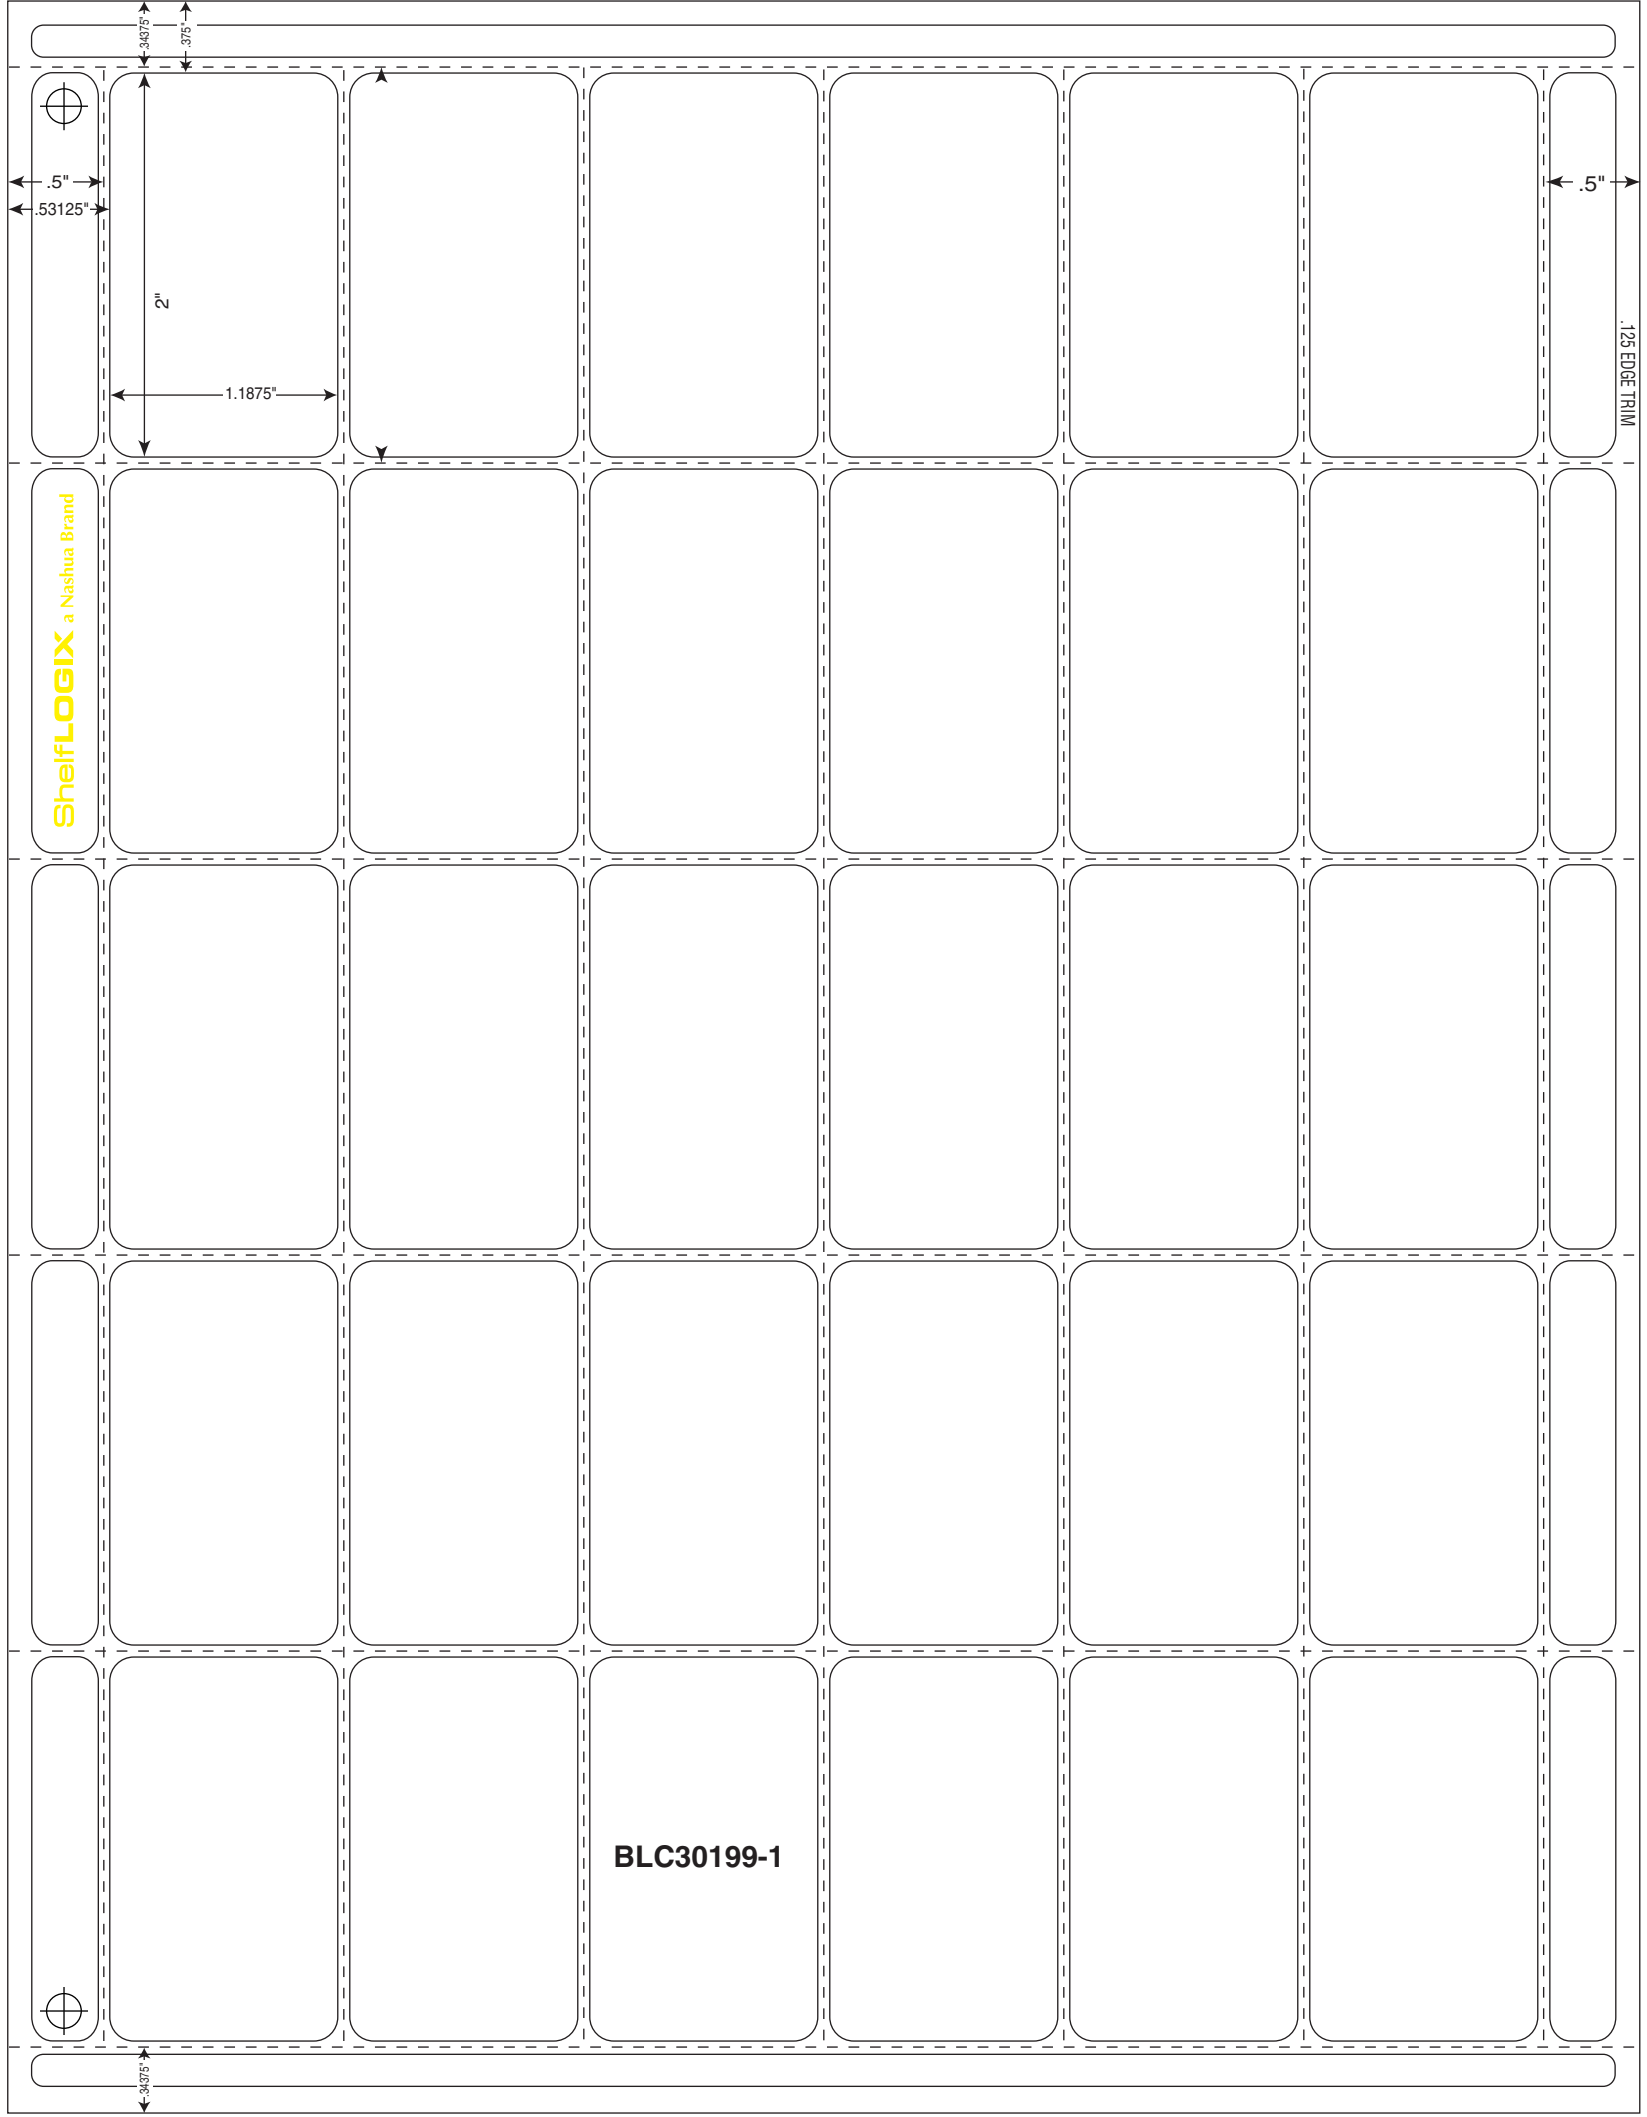 .34375"
.375"
.5"
.5"
.53125"
2"
.125 EDGE TRIM
1.1875"
ShelfLOGIX a Nashua Brand
BLC30199-1
.34375"